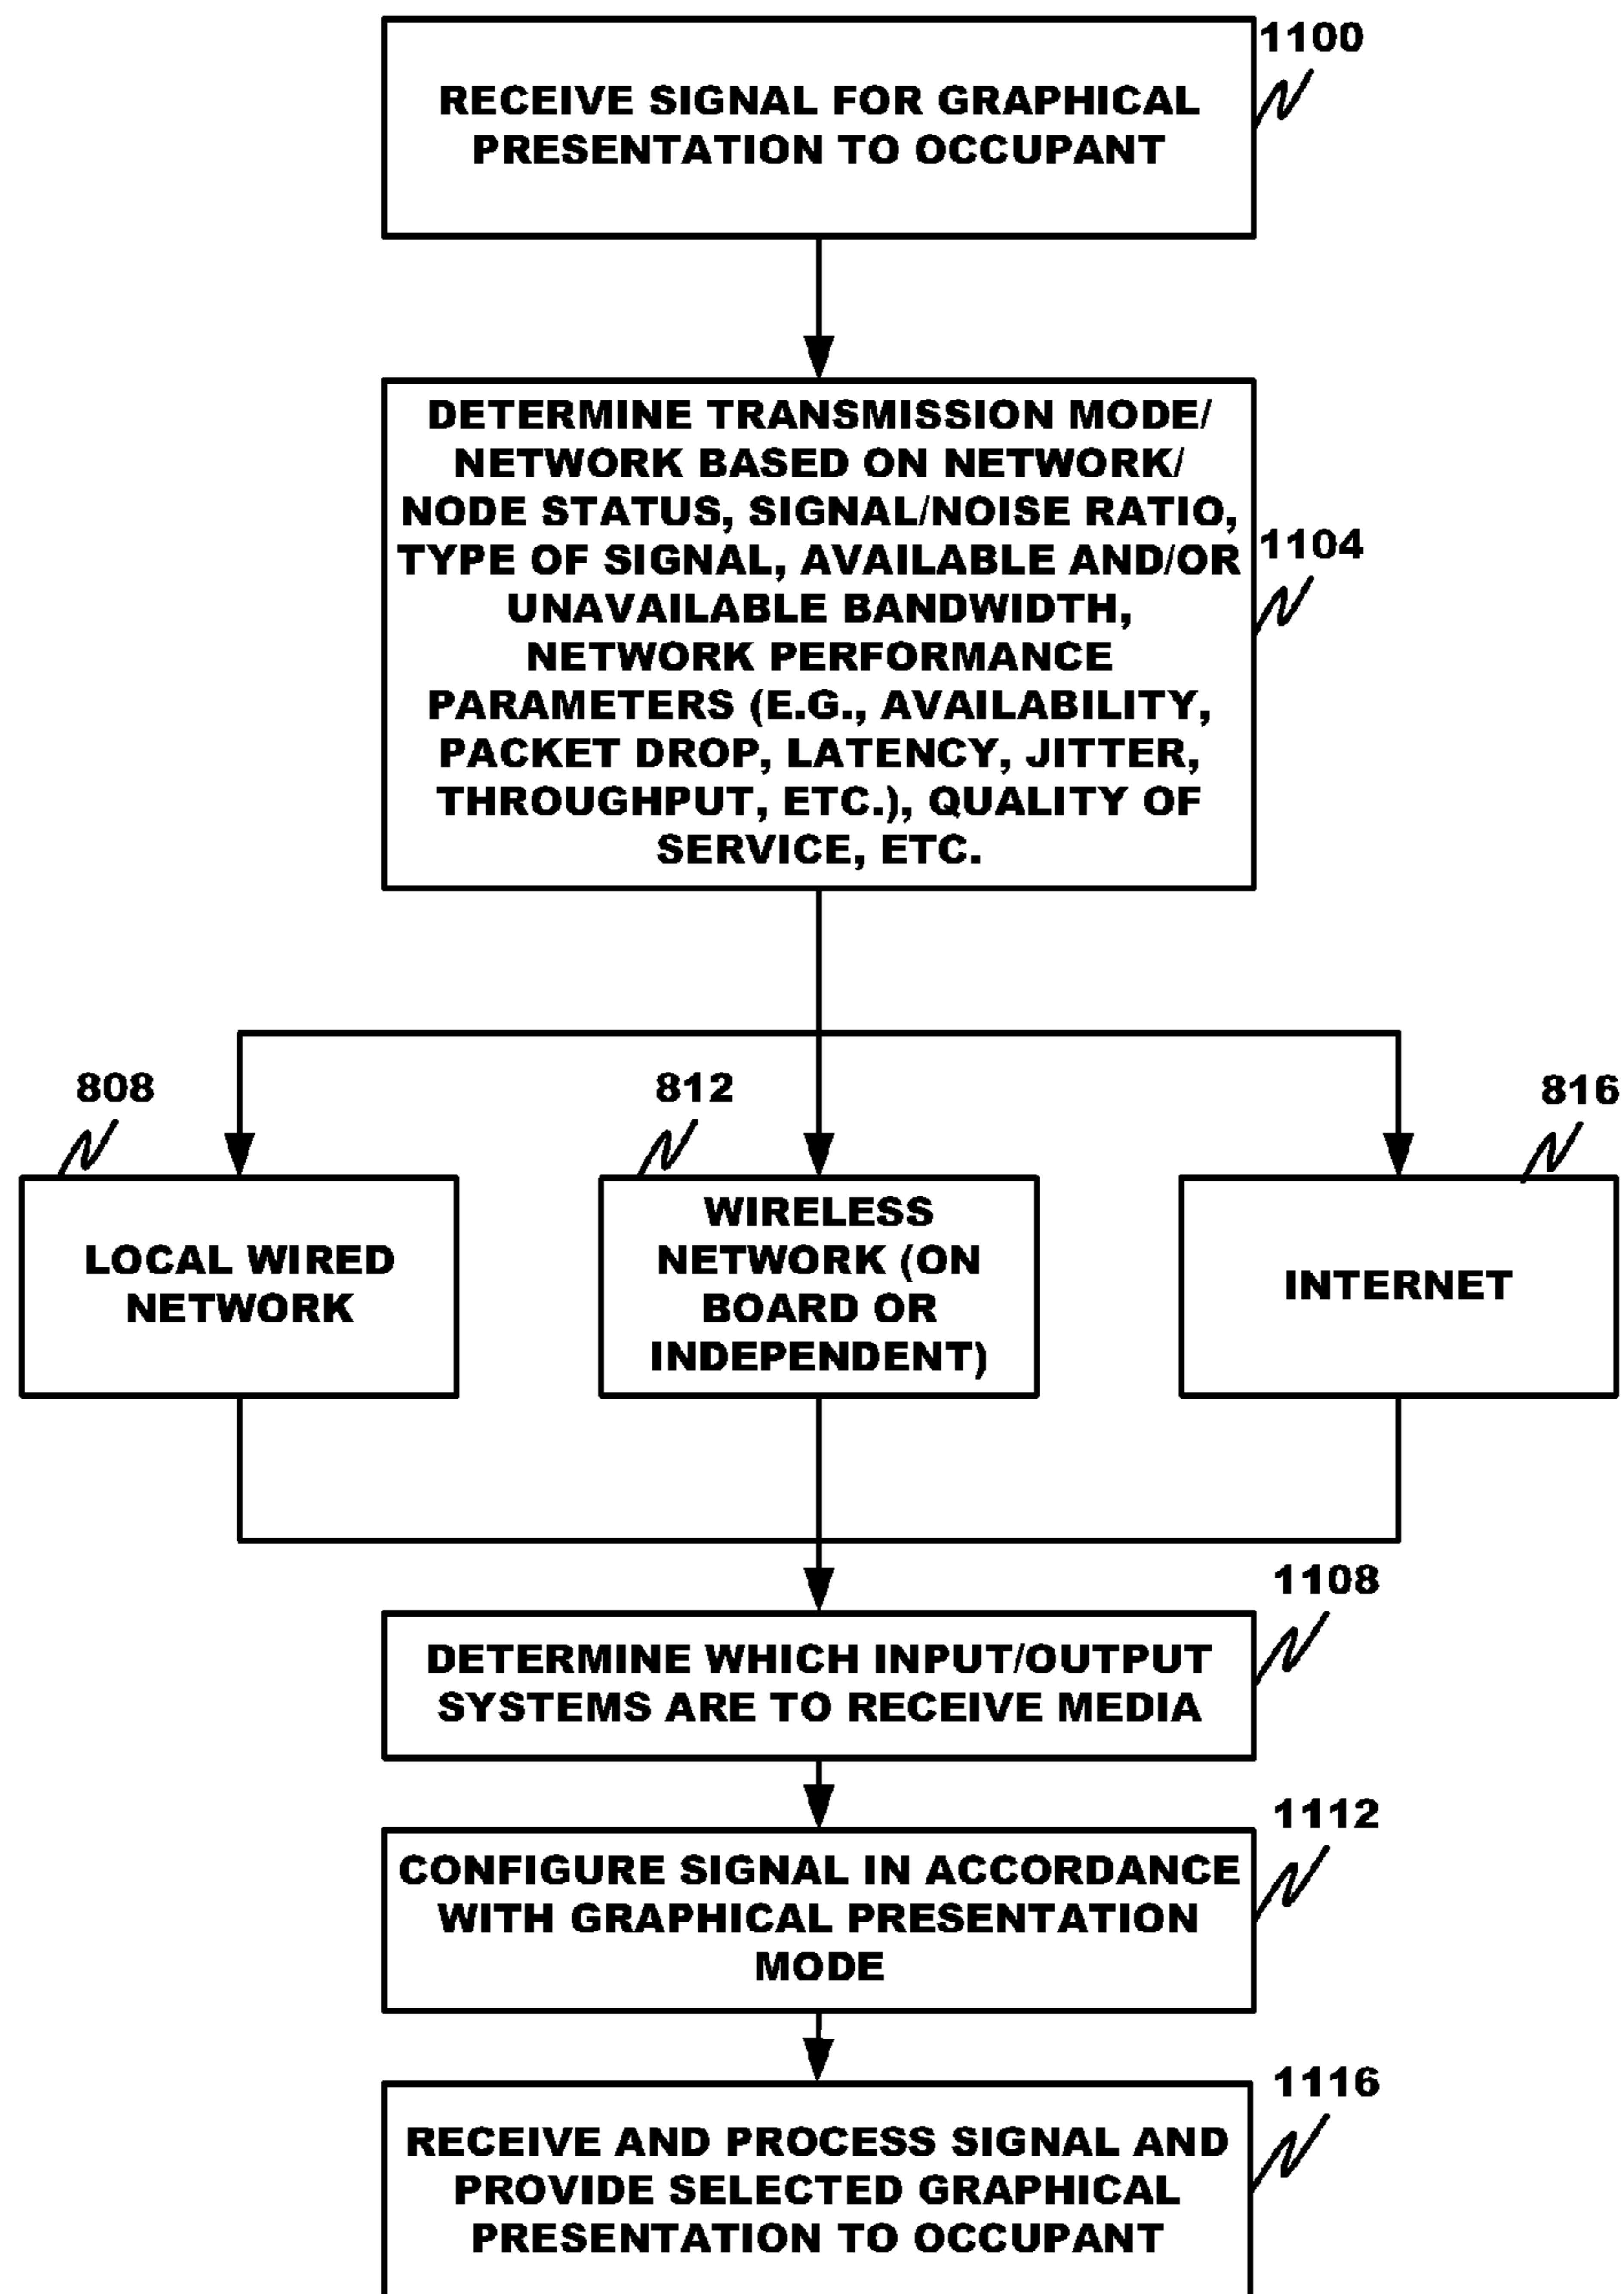 1100
RECEIVE SIGNAL FOR GRAPHICAL
PRESENTATION TO OCCUPANT
DETERMINE TRANSMISSION MODE/
NETWORK BASED ON NETWORK/
NODE STATUS, SIGNAL/NOISE RATIO,
TYPE OF SIGNAL, AVAILABLE AND/OR
UNAVAILABLE BANDWIDTH,
NETWORK PERFORMANCE
PARAMETERS (E.G., AVAILABILITY,
PACKET DROP, LATENCY, JITTER,
THROUGHPUT, ETC.), QUALITY OF
SERVICE, ETC.
1104
808
LOCAL WIRED
NETWORK
812
WIRELESS
NETWORK (ON
BOARD OR
INDEPENDENT)
816
INTERNET
1108
DETERMINE WHICH INPUT/OUTPUT
SYSTEMS ARE TO RECEIVE MEDIA
1112
CONFIGURE SIGNAL IN ACCORDANCE
WITH GRAPHICAL PRESENTATION
MODE
1116
RECEIVE AND PROCESS SIGNAL AND
PROVIDE SELECTED GRAPHICAL
PRESENTATION TO OCCUPANT